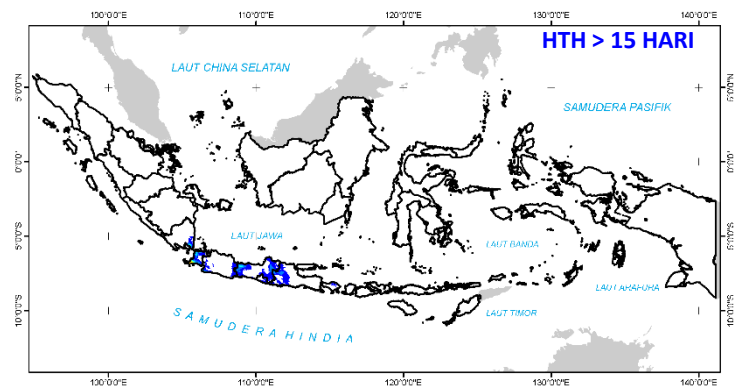 100°0'0"E 110°0'0"E 120°0'0"E 130°0'0"E 140°0'0"E
HTH > 15 HARI
LAUT CHINA SELATAN
5°0'0"N 5°0'0"N
SAMUDERA PASIFIK
0°0'0" 0°0'0"
LAUT JAWA
LAUT BANDA
5°0'0"S 5°0'0"S
LAUT ARAFURA
LAUT TIMOR
10°0'0"S 10°0'0"S
SAMUDERA HINDIA
100°0'0"E 110°0'0"E 120°0'0"E 130°0'0"E 140°0'0"E